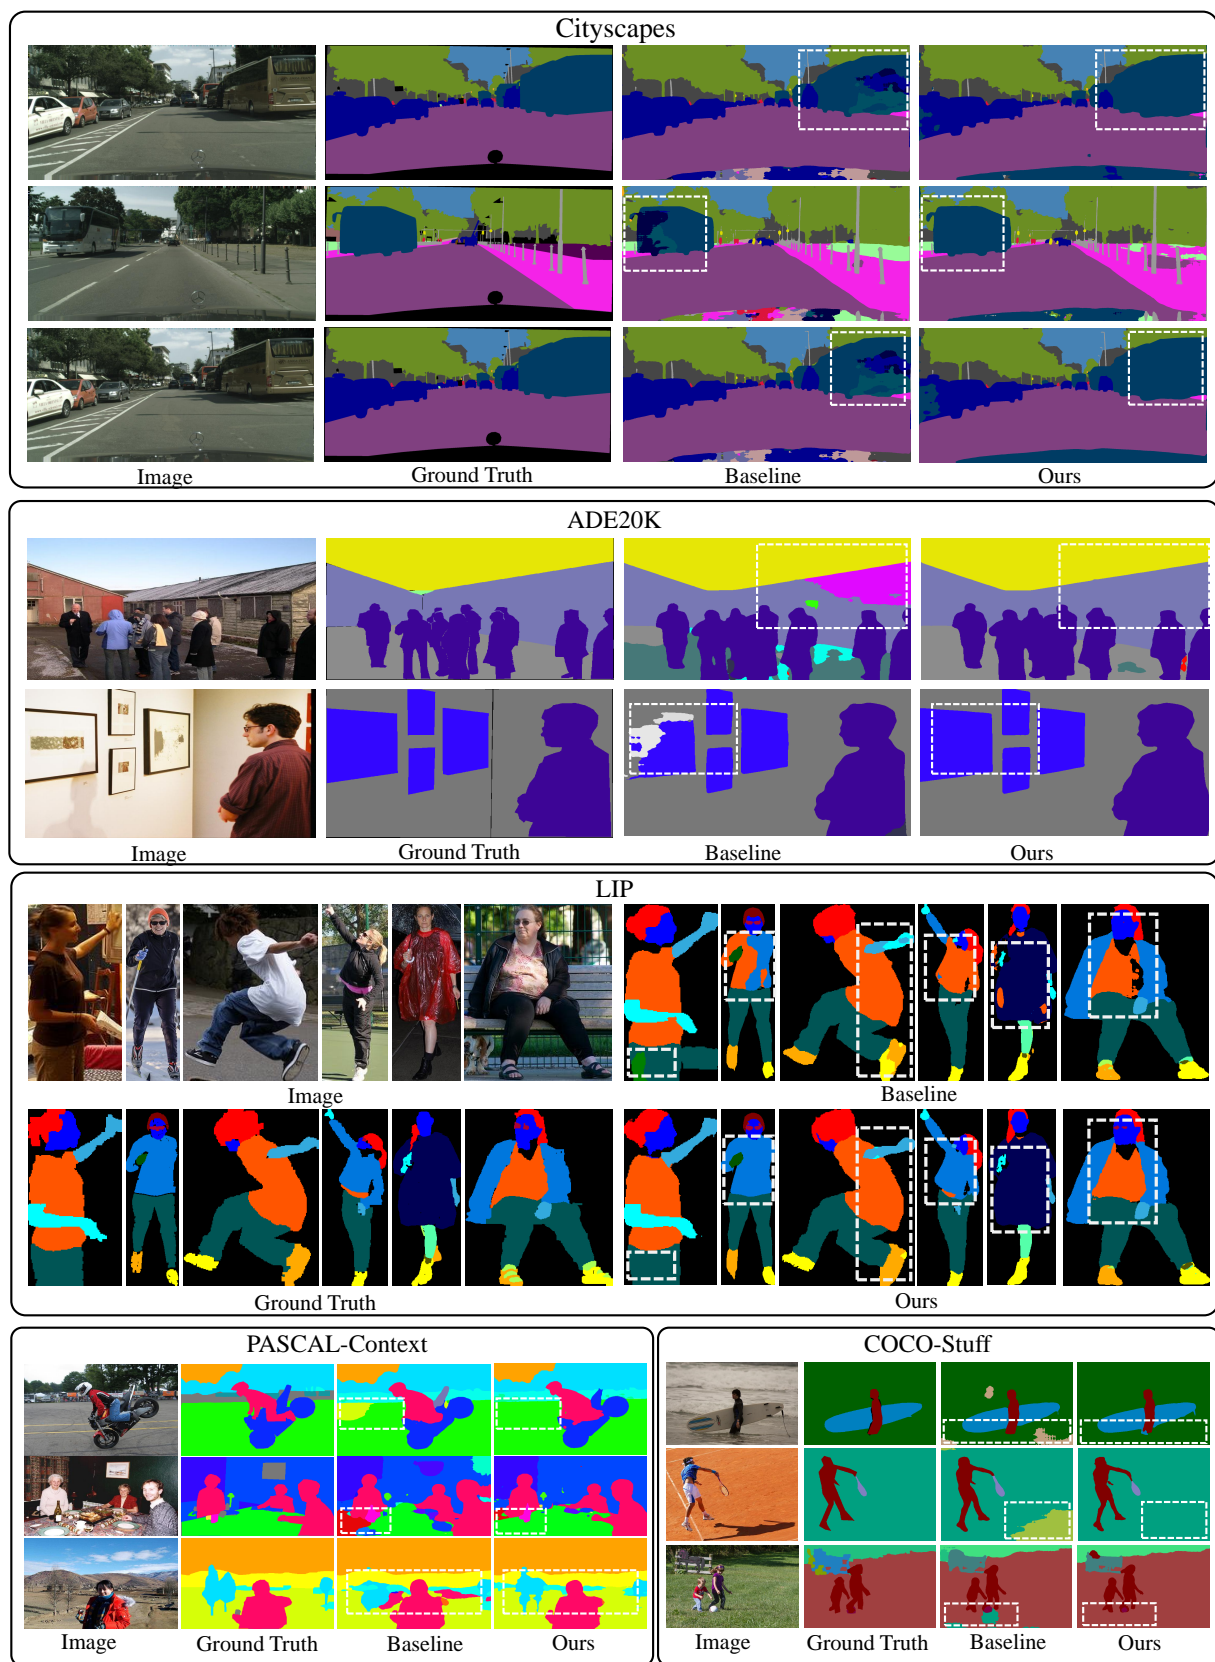 Cityscapes
Image
Ground Truth
Baseline
Ours
ADE20K
Image
Ground Truth
Baseline
Ours
LIP
Image
Baseline
Ground Truth
Ours
PASCAL-Context
Image
Ground Truth
Baseline
Ours
COCO-Stuff
Image
Ground Truth
Baseline
Ours